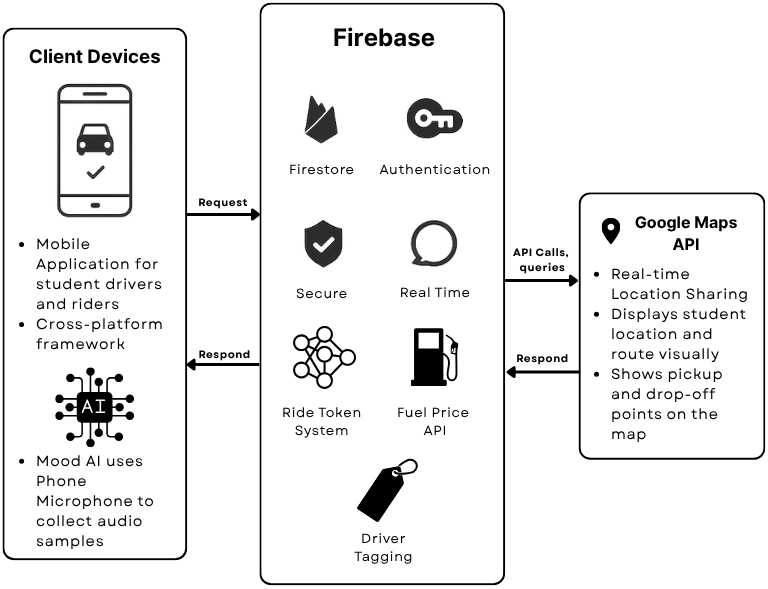 Client Devices
Mobile
Application for
student drivers
and riders
Cross-platform
framework
AI
Mood AI uses
Phone
Microphone to
collect audio
samples
Request
Respond
Firebase
Firestore
Authentication
Secure
Real Time
Ride Token
System
Fuel Price
API
Driver
Tagging
API Calls,
queries
Respond
Google Maps
API
Real-time
Location Sharing
Displays student
location and
route visually
Shows pickup
and drop-off
points on the
map